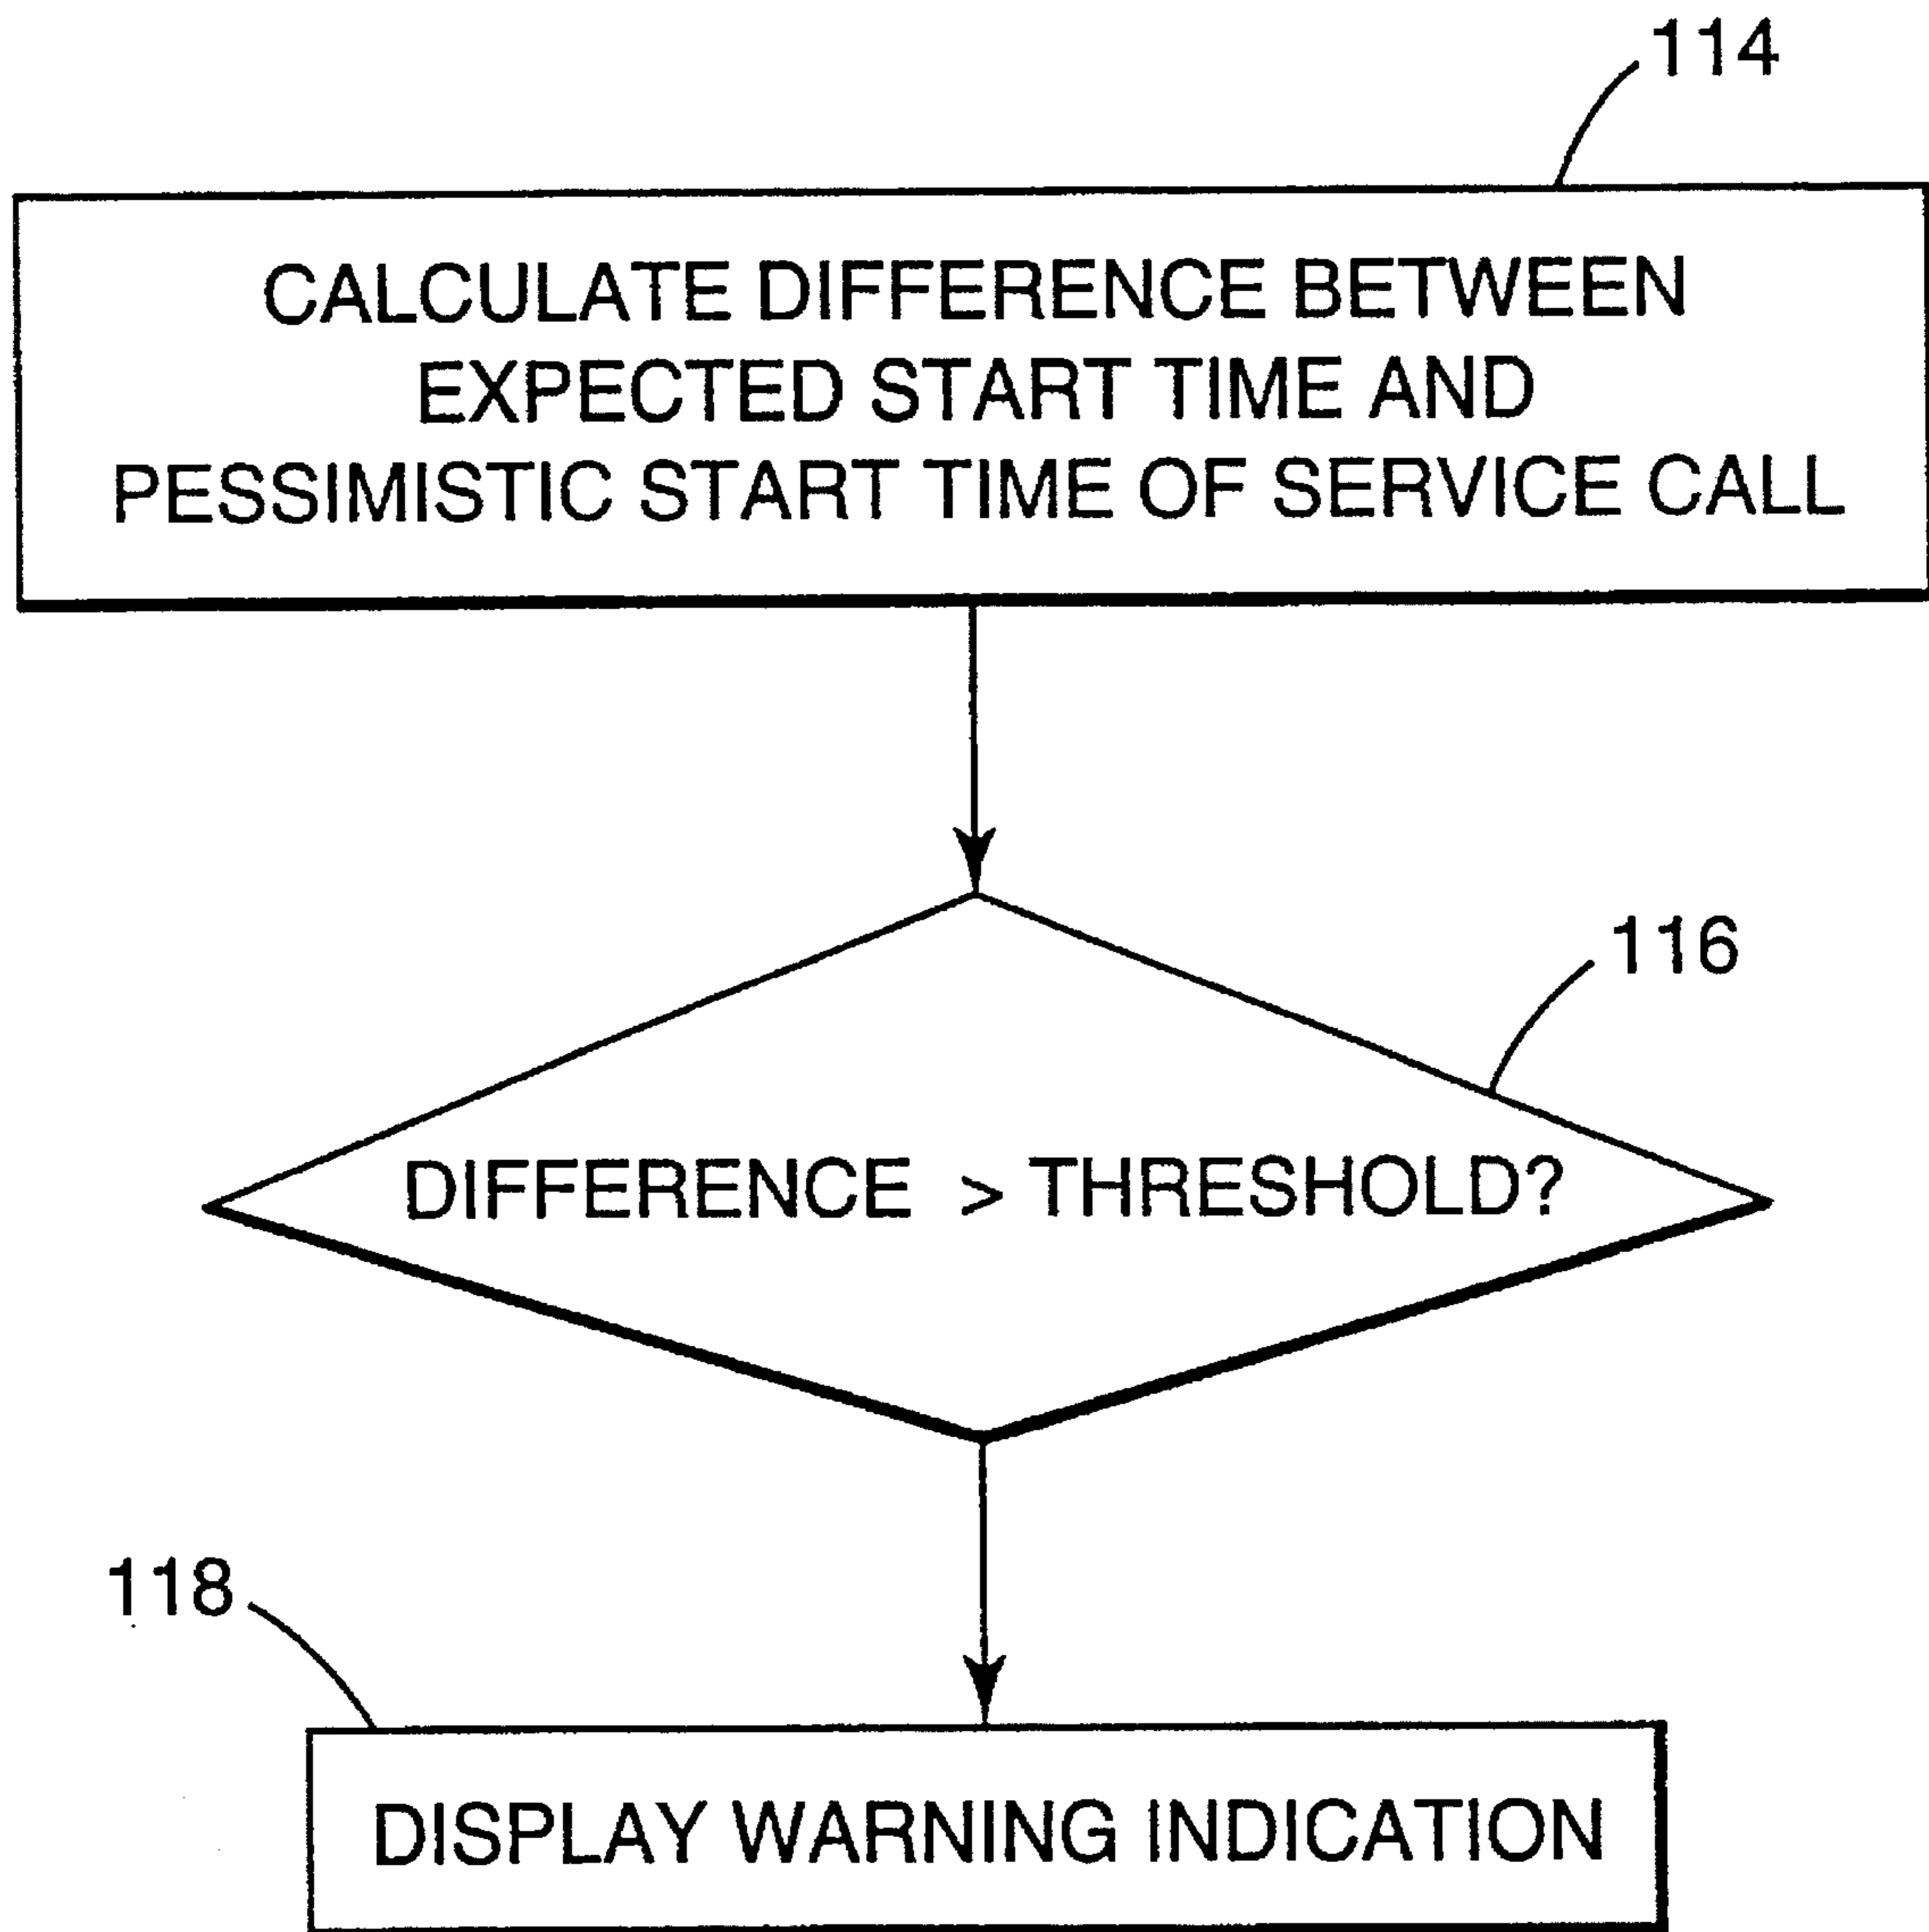 114
CALCULATE DIFFERENCE BETWEEN
EXPECTED START TIME AND
PESSIMISTIC START TIME OF SERVICE CALL
116
DIFFERENCE > THRESHOLD?
118
DISPLAY WARNING INDICATION